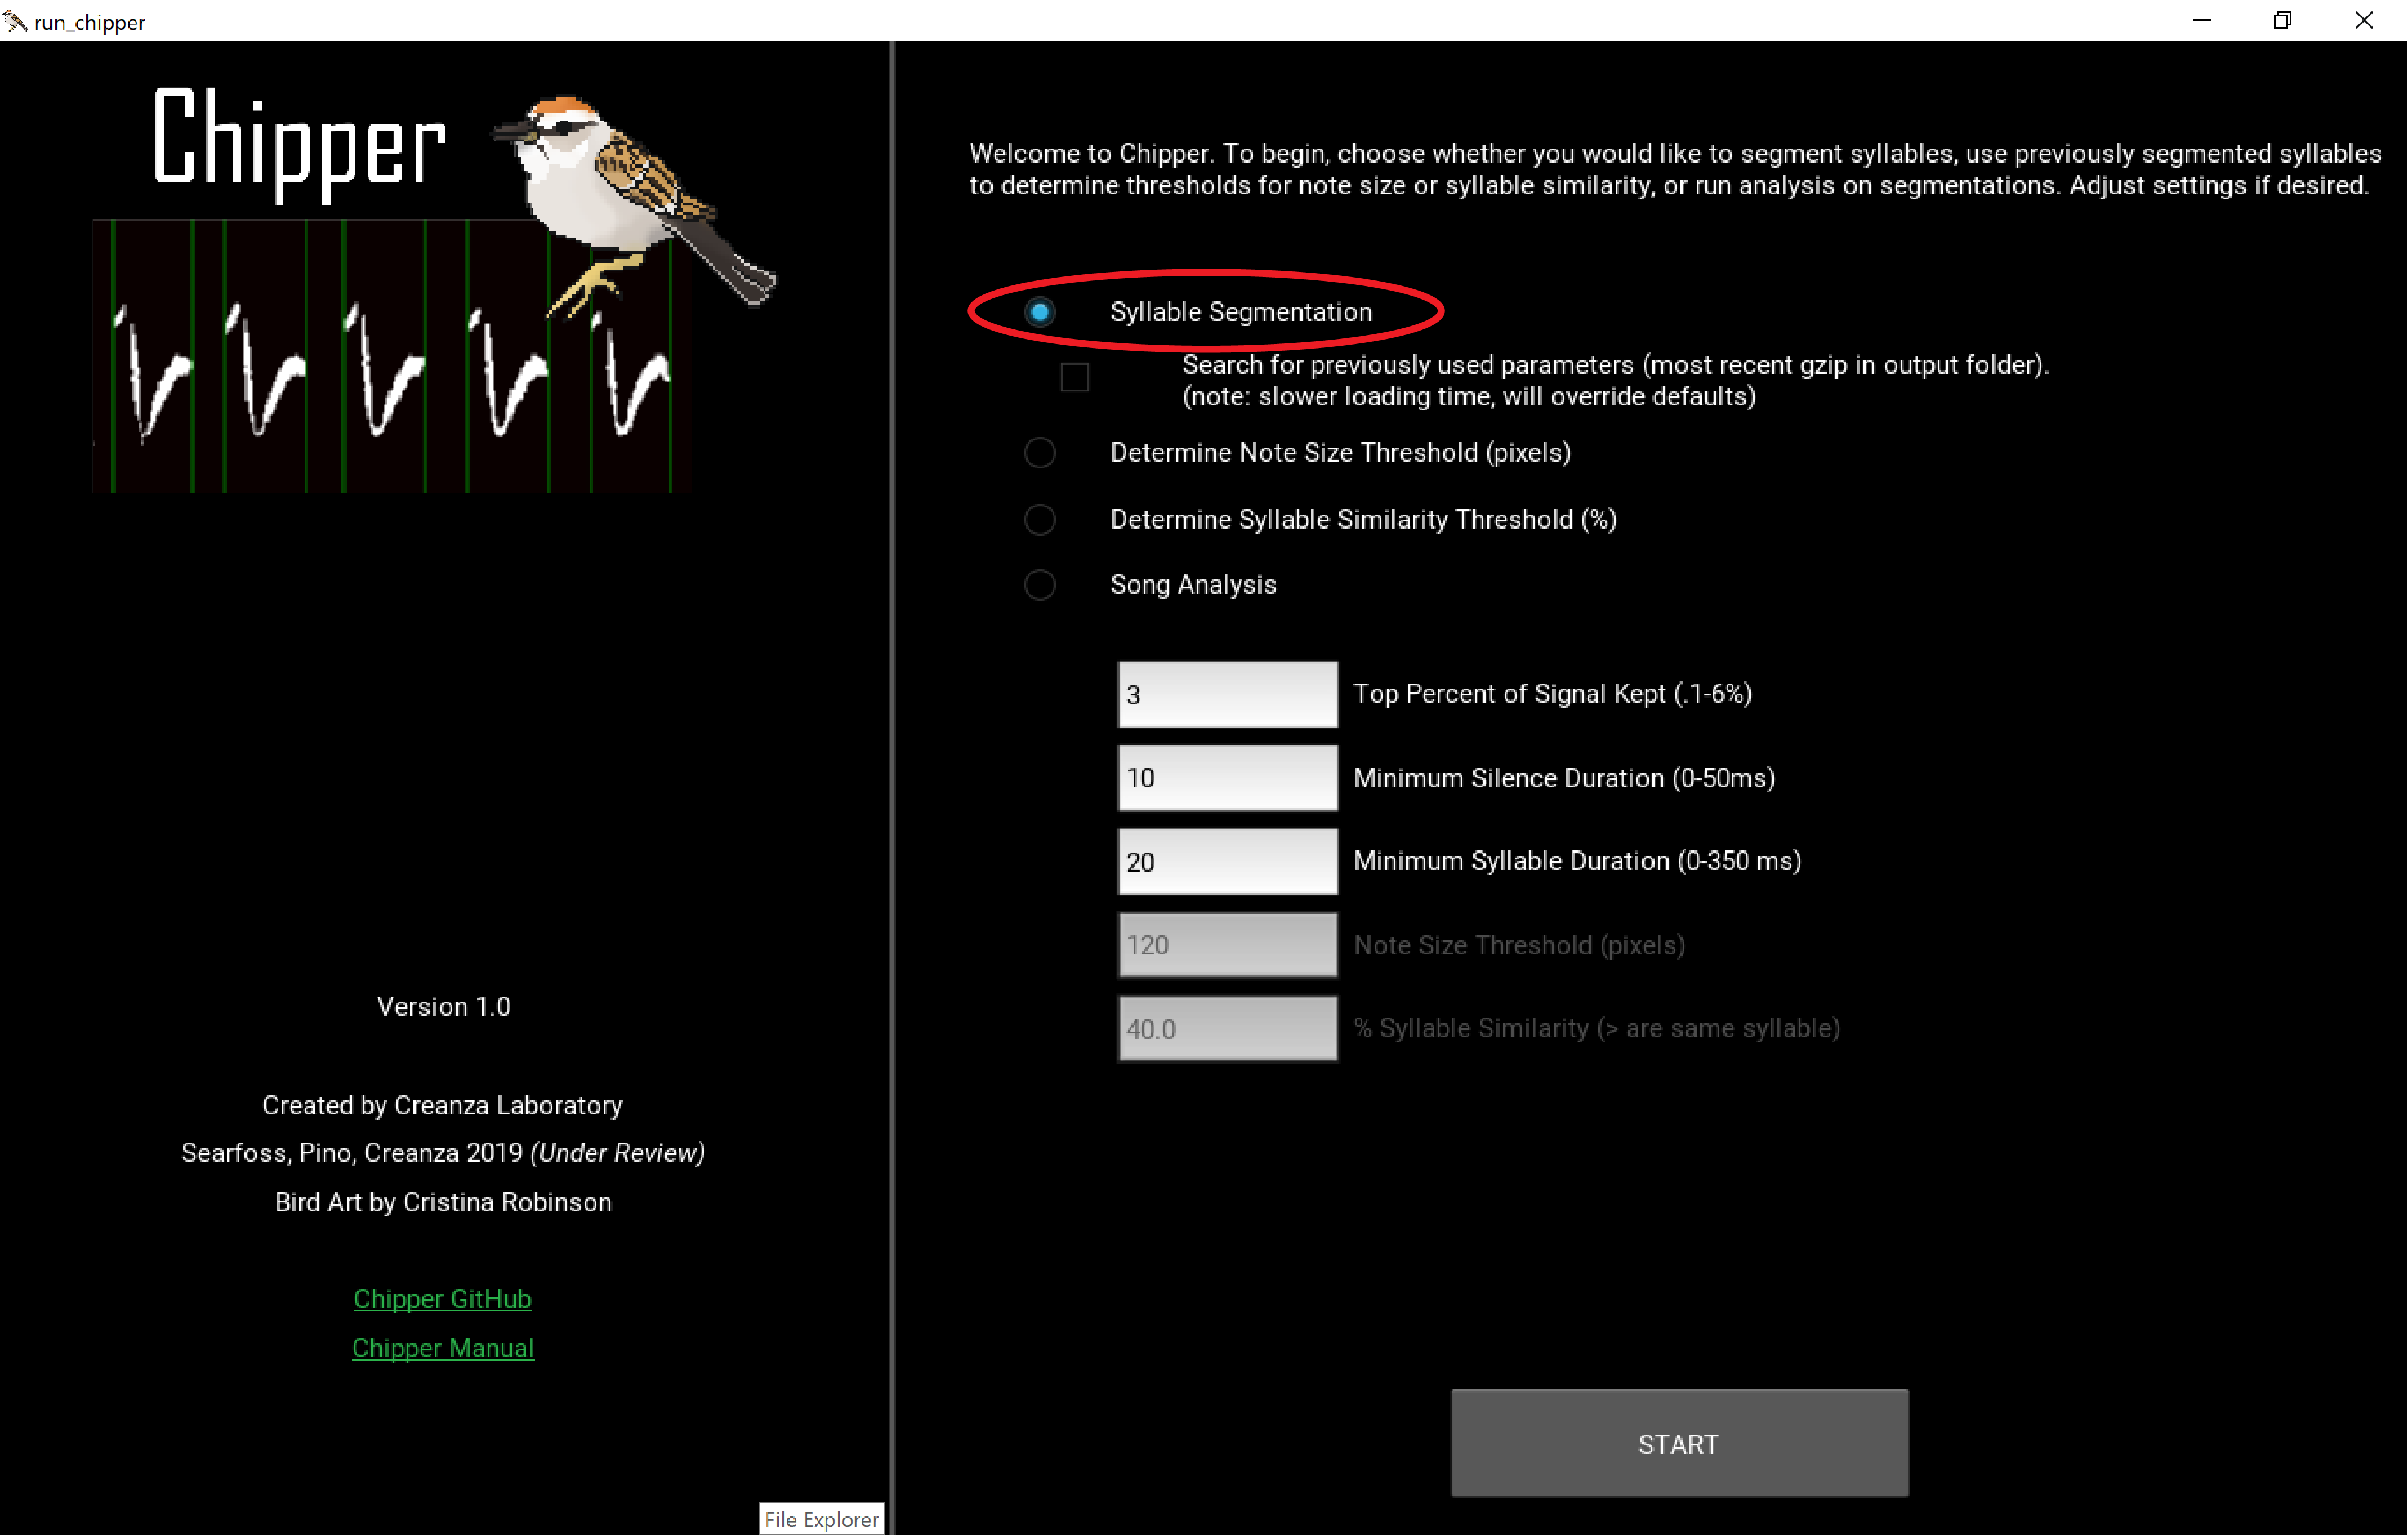 run_chipper
Chipper
Version 1.0
Created by Creanza Laboratory
Searfoss, Pino, Creanza 2019 (Under Review)
Bird Art by Cristina Robinson
Chipper GitHub
Chipper Manual
File Explorer
Welcome to Chipper. To begin, choose whether you would like to segment syllables, use previously segmented syllables
to determine thresholds for note size or syllable similarity, or run analysis on segmentations. Adjust settings if desired.
Syllable Segmentation
Search for previously used parameters (most recent gzip in output folder).
(note: slower loading time, will override defaults)
Determine Note Size Threshold (pixels)
Determine Syllable Similarity Threshold (%)
Song Analysis
3 Top Percent of Signal Kept (.1-6%)
10 Minimum Silence Duration (0-50ms)
20 Minimum Syllable Duration (0-350 ms)
120 Note Size Threshold (pixels)
40.0 % Syllable Similarity (> are same syllable)
START